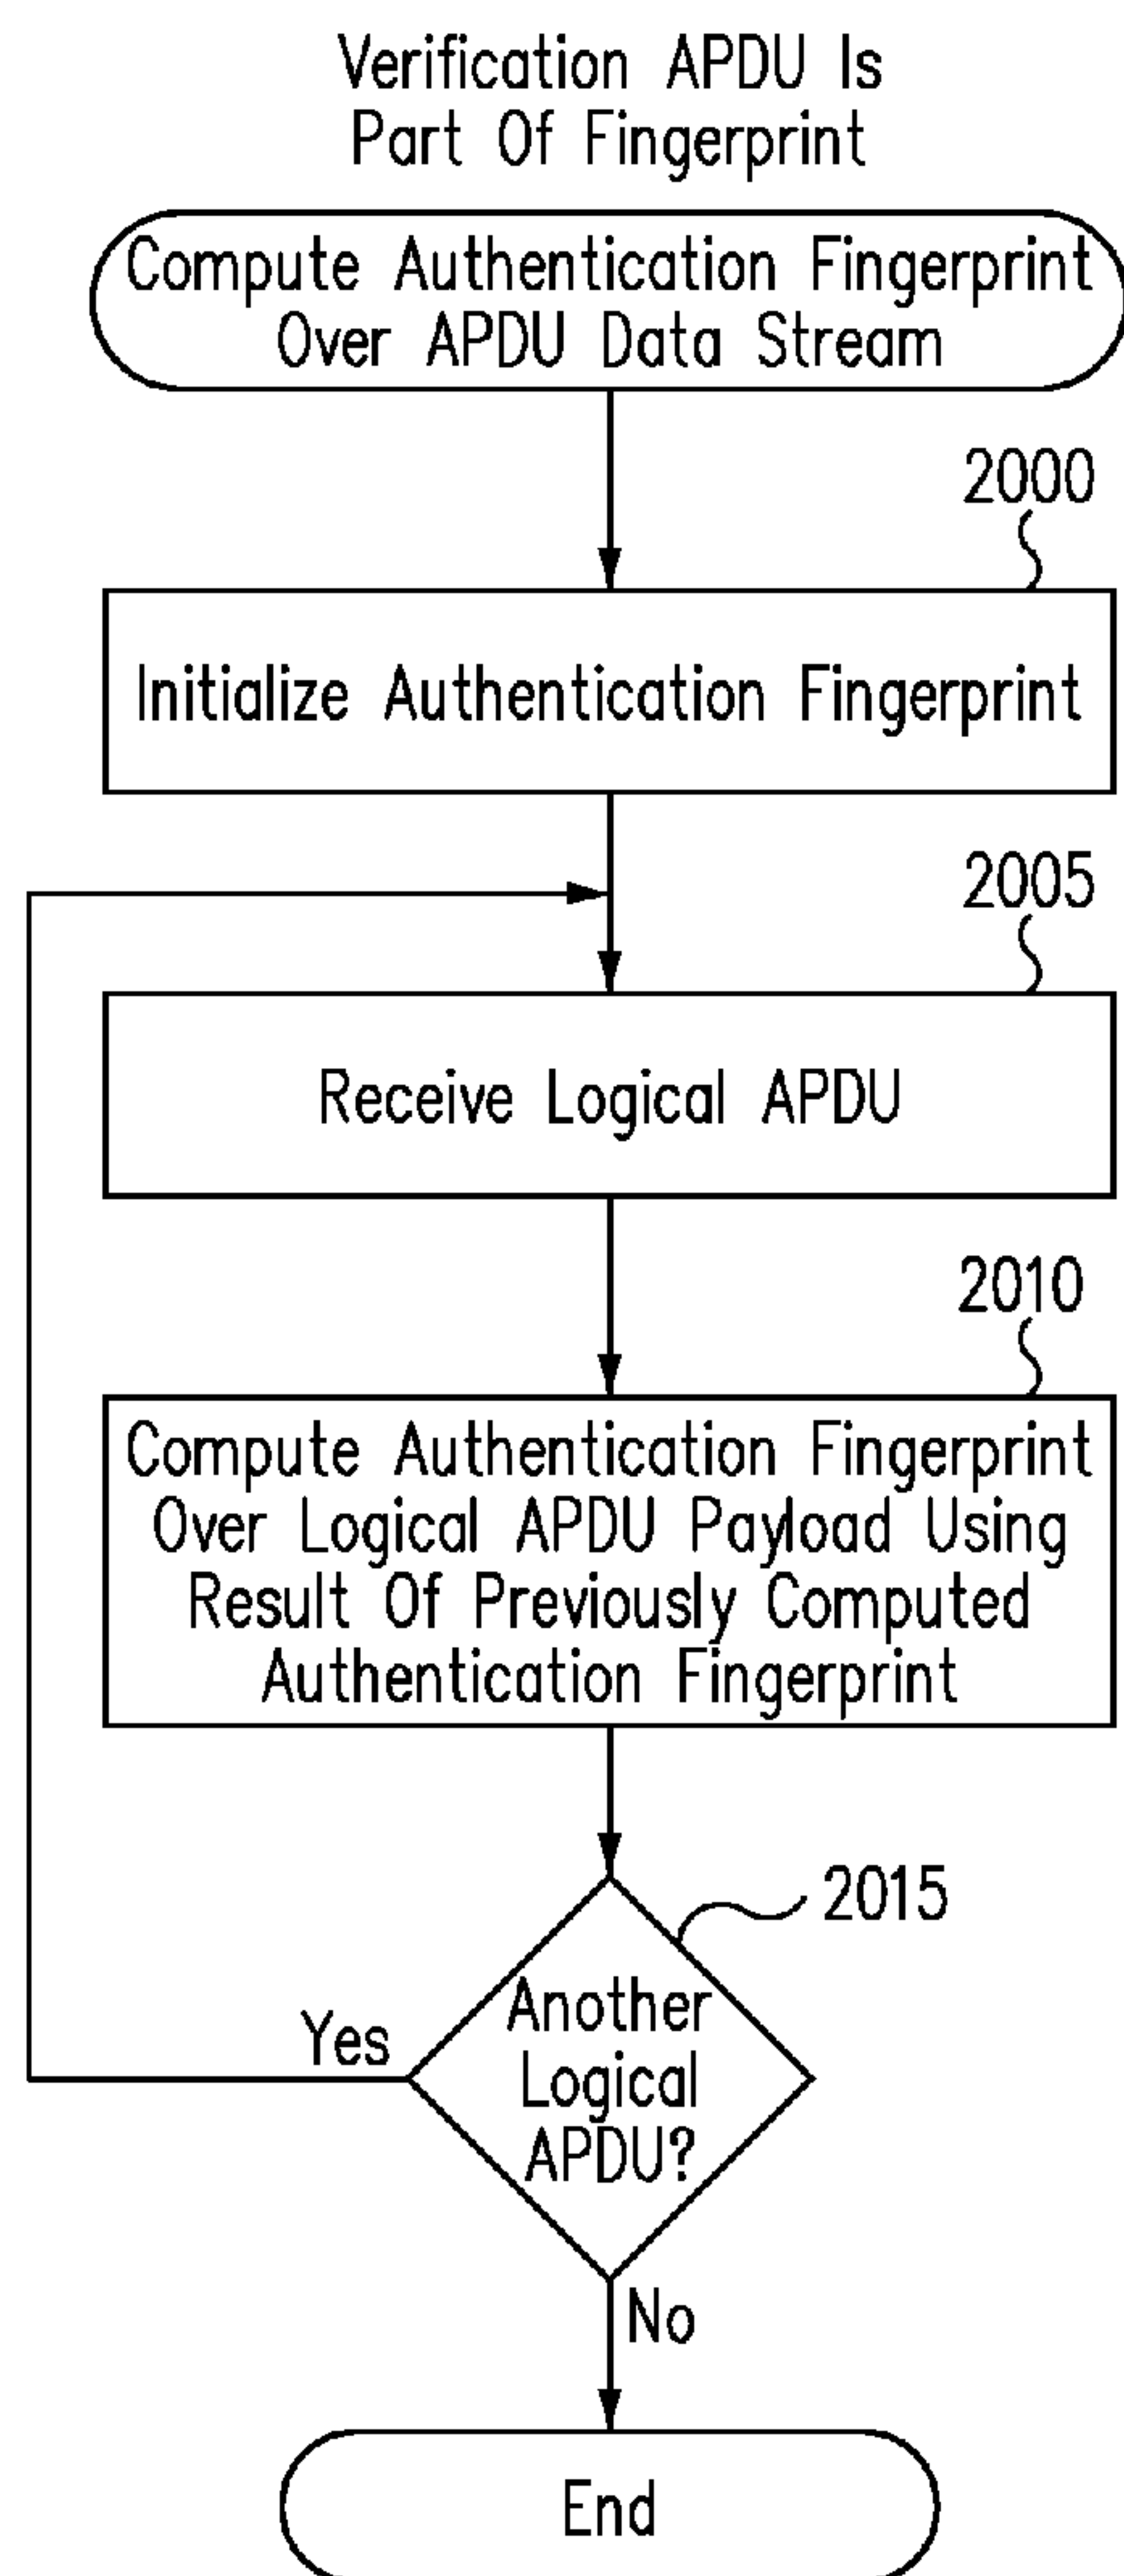 Verification APDU Is
Part Of Fingerprint
Compute Authentication Fingerprint
Over APDU Data Stream
2000
Initialize Authentication Fingerprint
2005
Receive Logical APDU
2010
Compute Authentication Fingerprint
Over Logical APDU Payload Using
Result Of Previously Computed
Authentication Fingerprint
2015
Another
Logical
APDU?
Yes
No
End